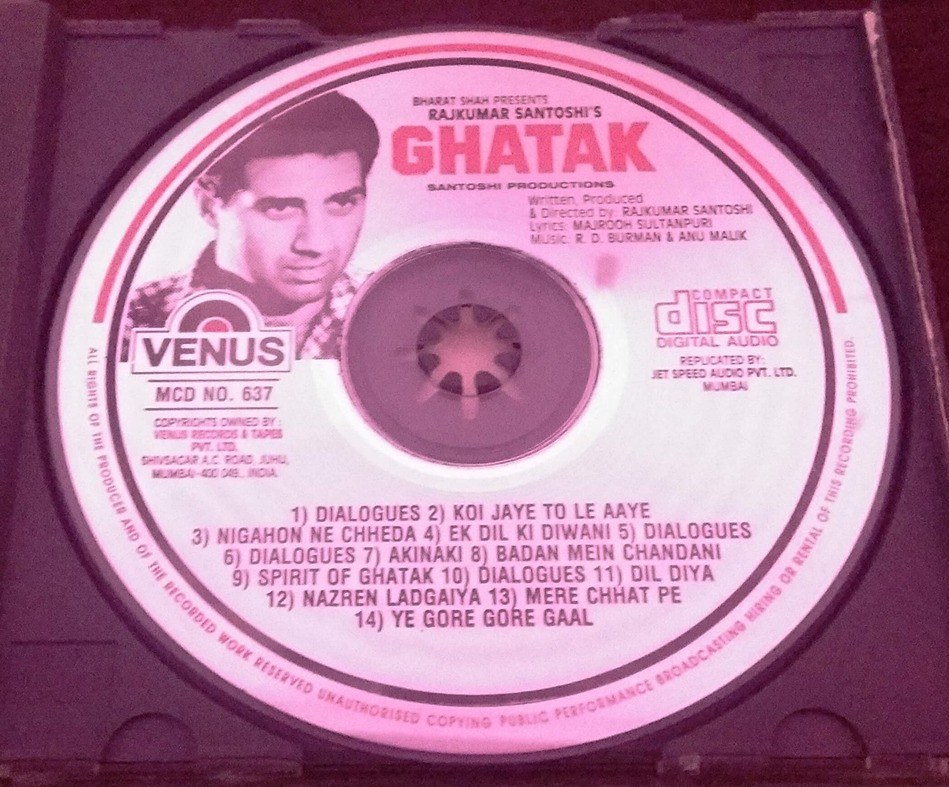 BHARAT SHAH PRESENTS
RAJKUMAR SANTOSHI'S
GHATAK
SANTOSHI PRODUCTIONS
Written, Produced
& Directed by: RAJKUMAR SANTOSHI
Lyrics: MAJROOH SULTANPURI
Music: R. D. BURMAN & ANU MALIK
VENUS
MCD NO. 637
COPYRIGHTS OWNED BY :
VENUS RECORDS & TAPES
PVT. LTD.
SHIVSAGAR A.C. ROAD, JUHU,
MUMBAI-400 049., INDIA.
COMPACT
disc
DIGITAL AUDIO
REPLICATED BY:
JET SPEED AUDIO PVT. LTD.
MUMBAI
1) DIALOGUES 2) KOI JAYE TO LE AAYE
3) NIGAHON NE CHHEDA 4) EK DIL KI DIWANI 5) DIALOGUES
6) DIALOGUES 7) AKINAKI 8) BADAN MEIN CHANDANI
9) SPIRIT OF GHATAK 10) DIALOGUES 11) DIL DIYA
12) NAZREN LADGAIYA 13) MERE CHHAT PE
14) YE GORE GORE GAAL
ALL RIGHTS OF THE PRODUCER AND OF THE RECORDED WORK RESERVED UNAUTHORISED COPYING PUBLIC PERFORMANCE BROADCASTING HIRING OR RENTAL OF THIS RECORDING PROHIBITED.